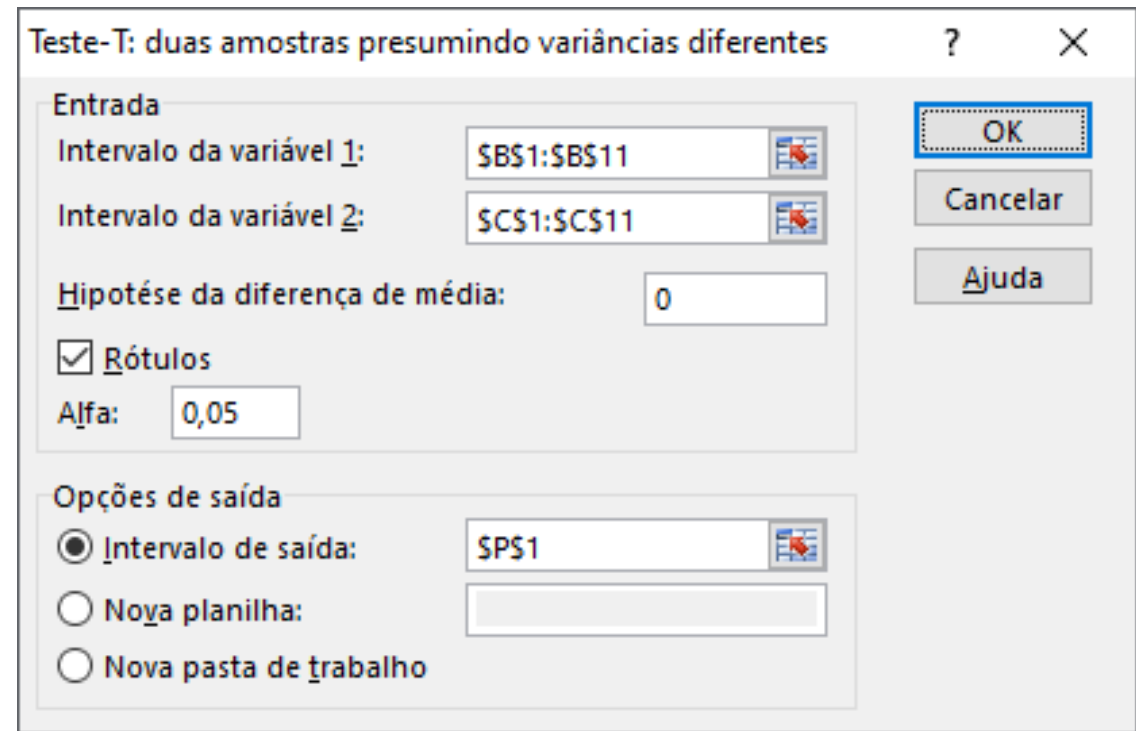 Teste-T: duas amostras presumindo variâncias diferentes ?
Entrada
Intervalo da variável 1: $B$1:$B$11
Intervalo da variável 2: $C$1:$C$11
Hipotése da diferença de média: 0
Rótulos
Alfa: 0,05
OK
Cancelar
Ajuda
Opções de saída
Intervalo de saída: $P$1
Nova planilha:
Nova pasta de trabalho